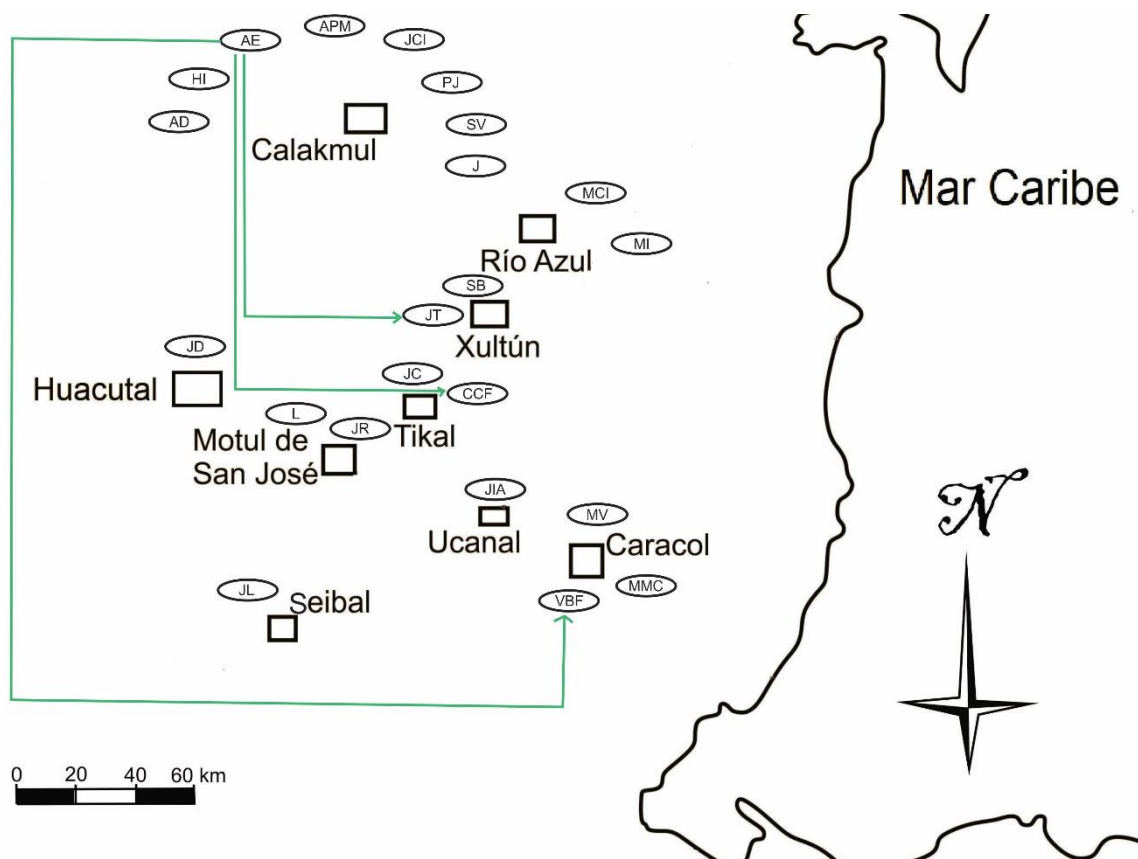 APM
AE
JCI
HI
PJ
AD
SV
Calakmul
J
MCI
Mar Caribe
MI
Río Azul
SB
JT
Xultún
JD
JC
Huacutal
CCF
L
JR
Tikal
Motul de
San José
N
JIA
MV
Ucanal
Caracol
JL
MMC
Seibal
VBF
0 20 40 60 km